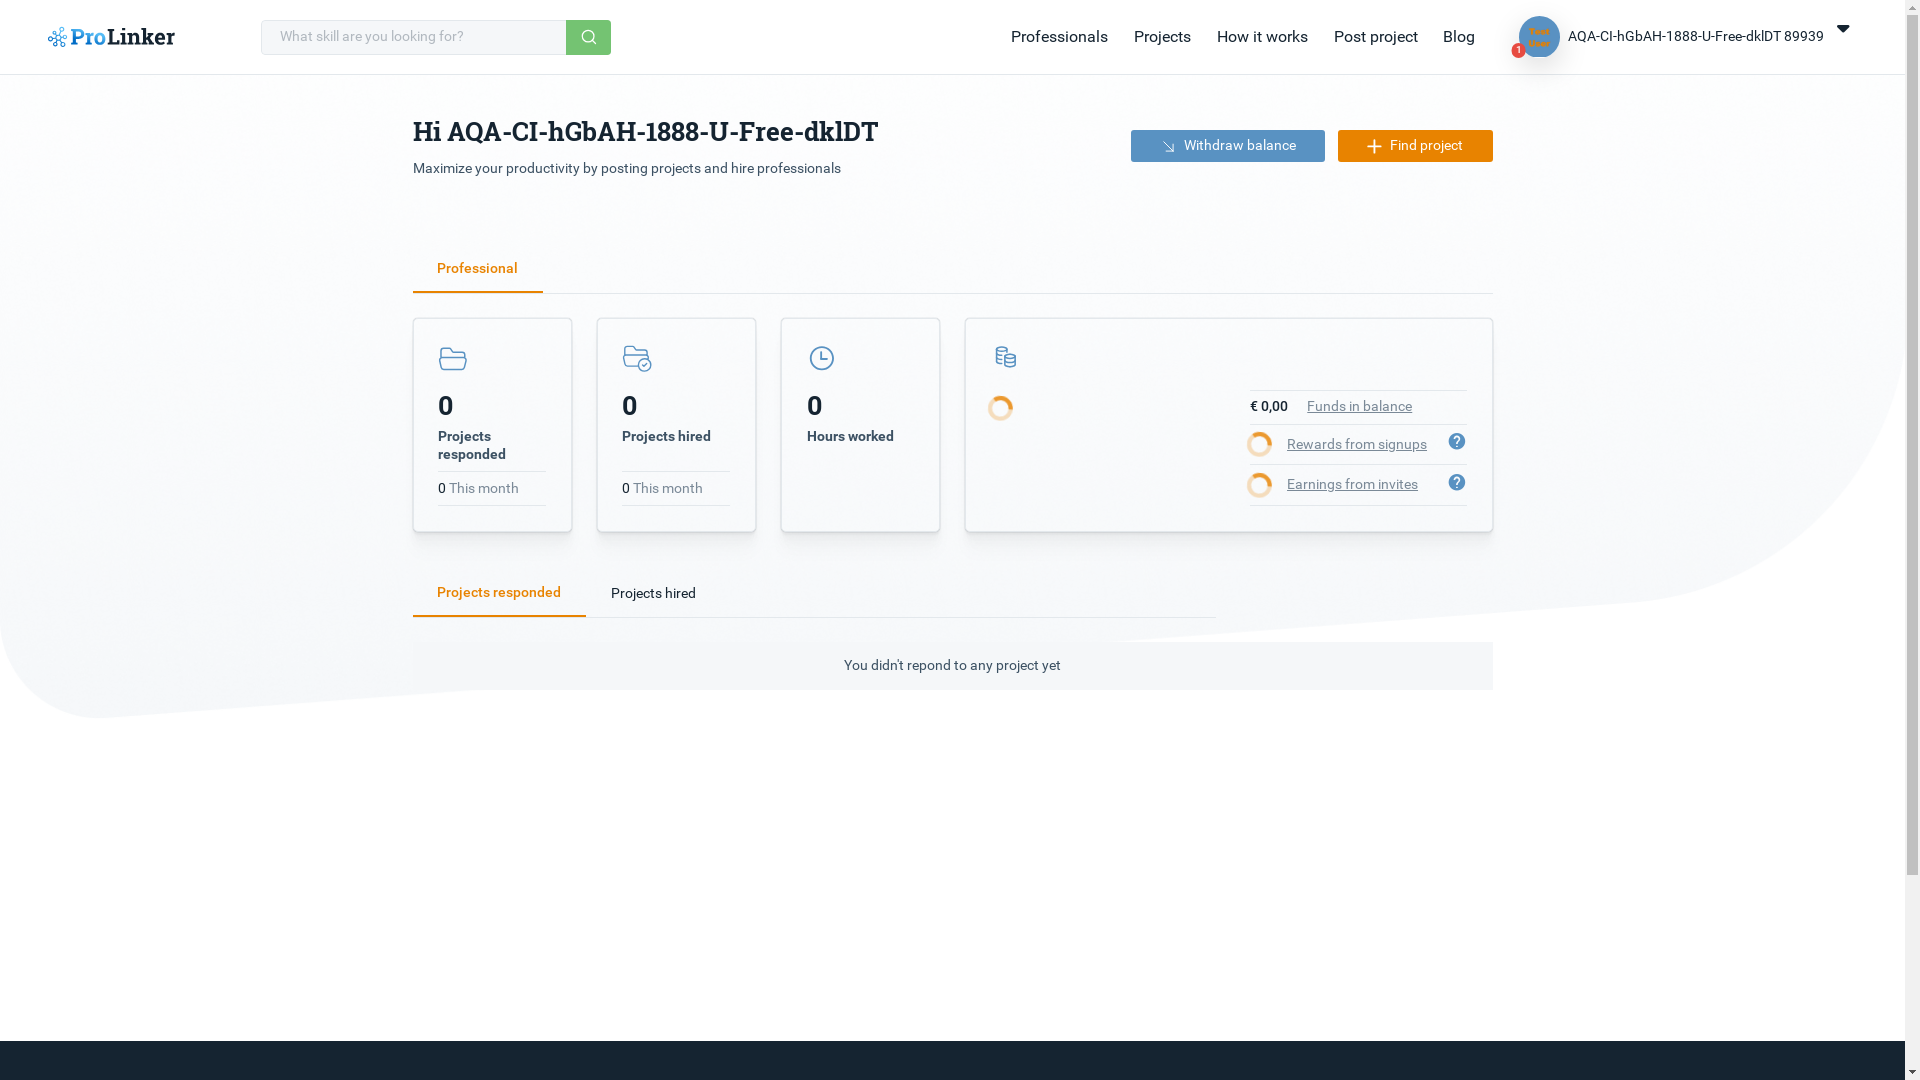 ProLinker
What skill are you looking for?
Professionals
Projects
How it works
Post project
Blog
Test
User
1
AQA-CI-hGbAH-1888-U-Free-dklDT 89939
Hi AQA-CI-hGbAH-1888-U-Free-dklDT
Maximize your productivity by posting projects and hire professionals
Withdraw balance
Find project
Professional
0
Projects
responded
0 This month
0
Projects hired
0 This month
0
Hours worked
€ 0,00 Funds in balance
Rewards from signups ?
Earnings from invites ?
Projects responded
Projects hired
You didn't repond to any project yet